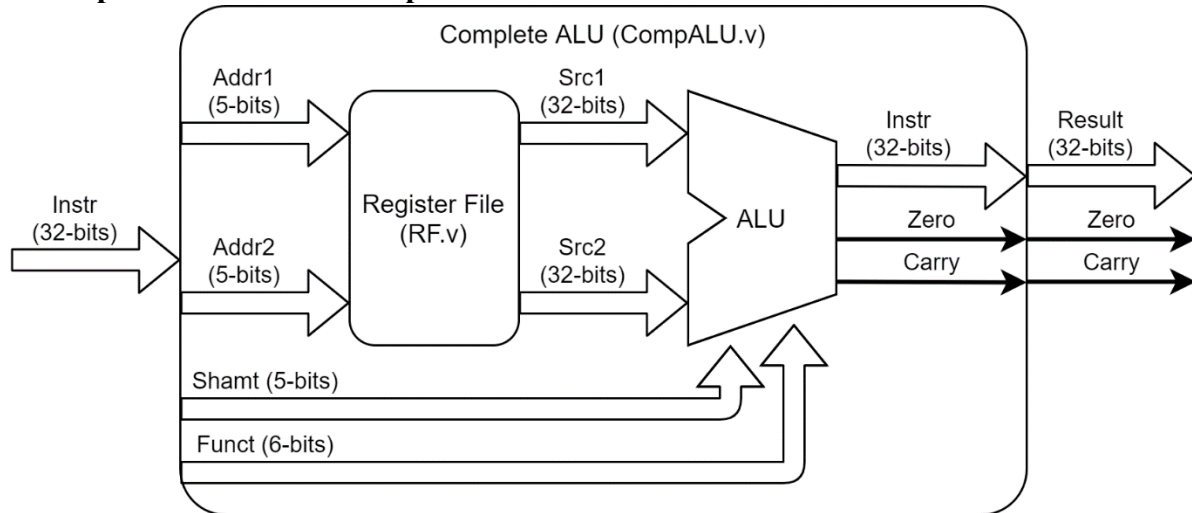 Complete ALU (CompALU.v)
Addr1
(5-bits)
Src1
(32-bits)
Instr
(32-bits)
Result
(32-bits)
Instr
(32-bits)
Register File
(RF.v)
ALU
Zero
Zero
Addr2
(5-bits)
Src2
(32-bits)
Carry
Carry
Shamt (5-bits)
Funct (6-bits)